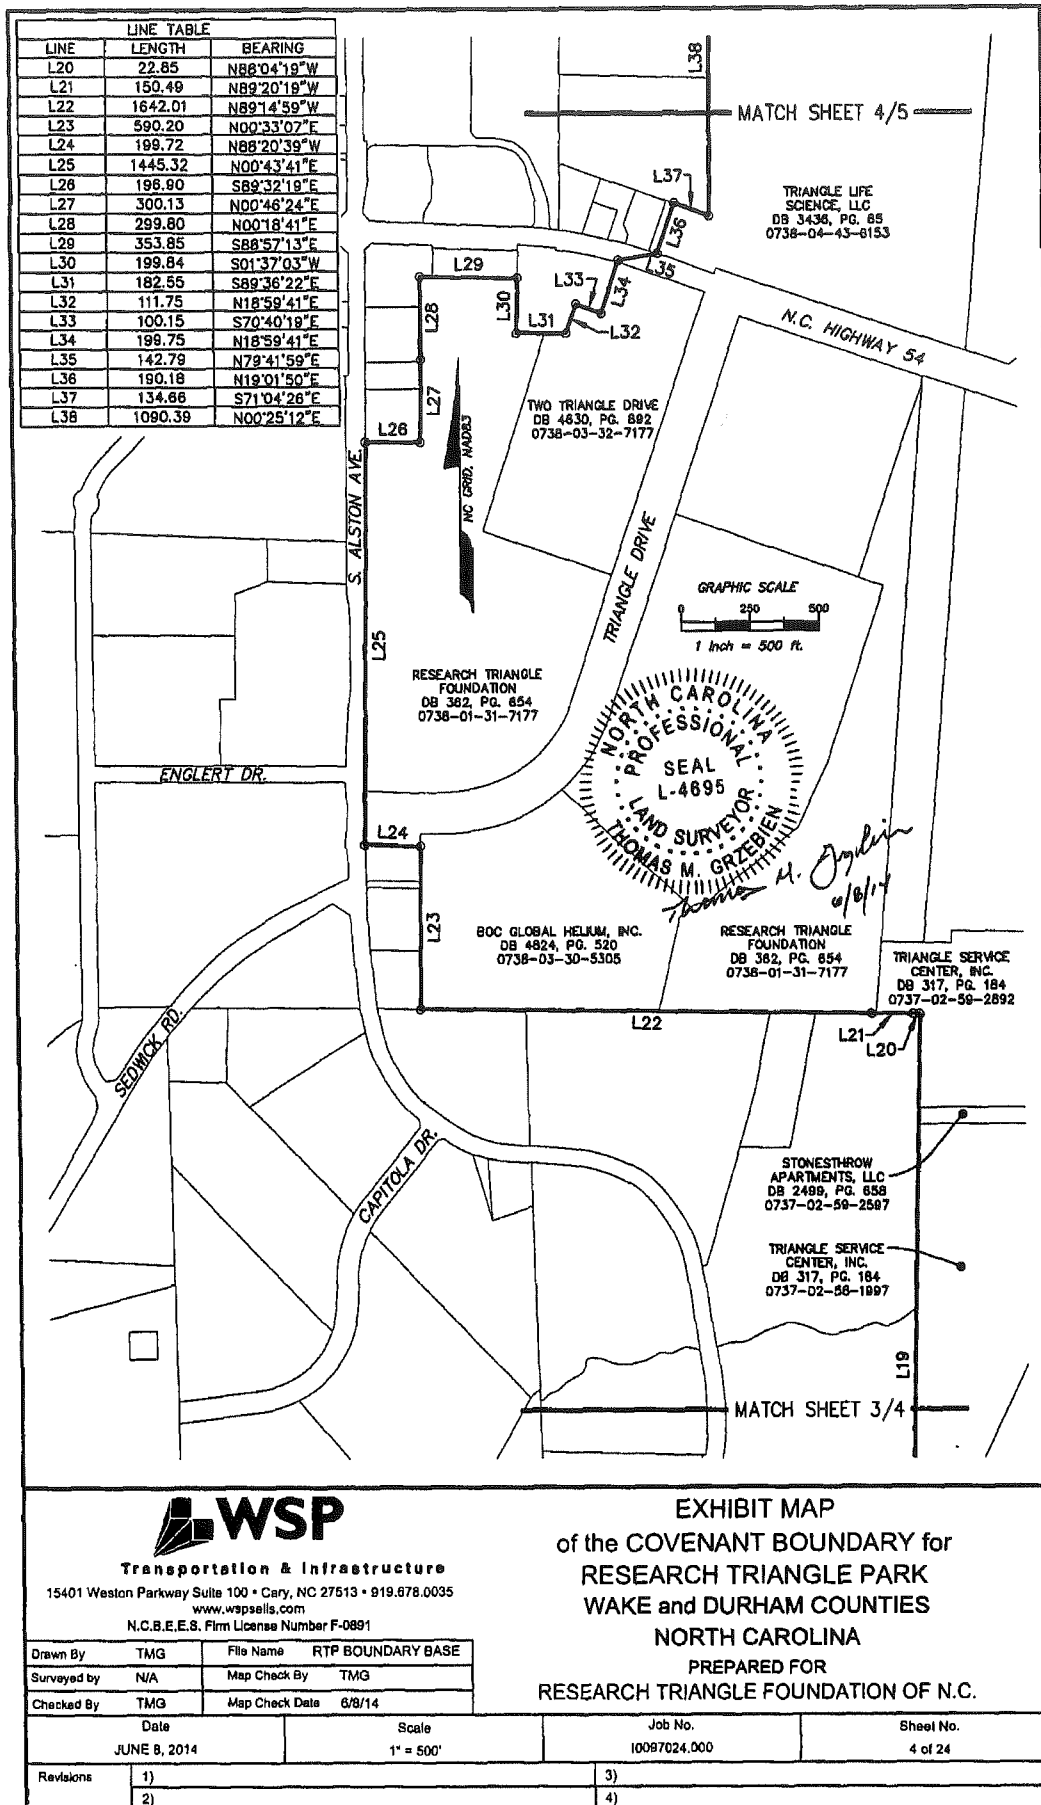 LINE TABLE
LINE LENGTH BEARING
L20 22.85 N88°04'19"W
L21 150.49 N89°20'19"W
L22 1642.01 N89°14'59"W
L23 590.20 N00°33'07"E
L24 199.72 N88°20'39"W
L25 1445.32 N00°43'41"E
L26 196.90 S89°32'19"E
L27 300.13 N00°46'24"E
L28 299.80 N00°18'41"E
L29 353.85 S88°57'13"E
L30 199.84 S01°37'03"W
L31 182.55 S89°36'22"E
L32 111.75 N18°59'41"E
L33 100.15 S70°40'19"E
L34 199.75 N18°59'41"E
L35 142.79 N79°41'59"E
L36 190.18 N19°01'50"E
L37 134.66 S71°04'26"E
L38 1090.39 N00°25'12"E
L38
MATCH SHEET 4/5
L37
TRIANGLE LIFE
SCIENCE, LLC
DB 3436, PG. 65
0738-04-43-6153
L36
L35
L29
L33
L34
L28
L30
L31
L32
N.C. HIGHWAY 54
L27
TWO TRIANGLE DRIVE
DB 4630, PG. 692
0738-03-32-7177
L26
NC GRID, NAD83
S. ALSTON AVE.
TRIANGLE DRIVE
GRAPHIC SCALE
0 250 500
1 inch = 500 ft.
L25
RESEARCH TRIANGLE
FOUNDATION
DB 362, PG. 654
0738-01-31-7177
NORTH CAROLINA
PROFESSIONAL
SEAL
L-4695
LAND SURVEYOR
THOMAS M. GRZEBIEN
ENGLERT DR.
L24
Thomas M. Grzebien
6/8/14
L23
BOC GLOBAL HELIUM, INC.
DB 4824, PG. 520
0738-03-30-5305
RESEARCH TRIANGLE
FOUNDATION
DB 362, PG. 654
0738-01-31-7177
TRIANGLE SERVICE
CENTER, INC.
DB 317, PG. 184
0737-02-59-2892
L22
L21
L20
SEDWICK RD.
CAPITOLA DR.
STONESTHROW
APARTMENTS, LLC
DB 2499, PG. 658
0737-02-59-2597
TRIANGLE SERVICE
CENTER, INC.
DB 317, PG. 184
0737-02-58-1997
L19
MATCH SHEET 3/4
WSP
Transportation & Infrastructure
15401 Weston Parkway Suite 100 • Cary, NC 27513 • 919.678.0035
www.wspsells.com
N.C.B.E.E.S. Firm License Number F-0891
EXHIBIT MAP
of the COVENANT BOUNDARY for
RESEARCH TRIANGLE PARK
WAKE and DURHAM COUNTIES
NORTH CAROLINA
PREPARED FOR
RESEARCH TRIANGLE FOUNDATION OF N.C.
Drawn By TMG File Name RTP BOUNDARY BASE
Surveyed by N/A Map Check By TMG
Checked By TMG Map Check Date 6/8/14
Date Scale Job No. Sheet No.
JUNE 8, 2014 1" = 500' 10097024.000 4 of 24
Revisions 1) 3)
2) 4)